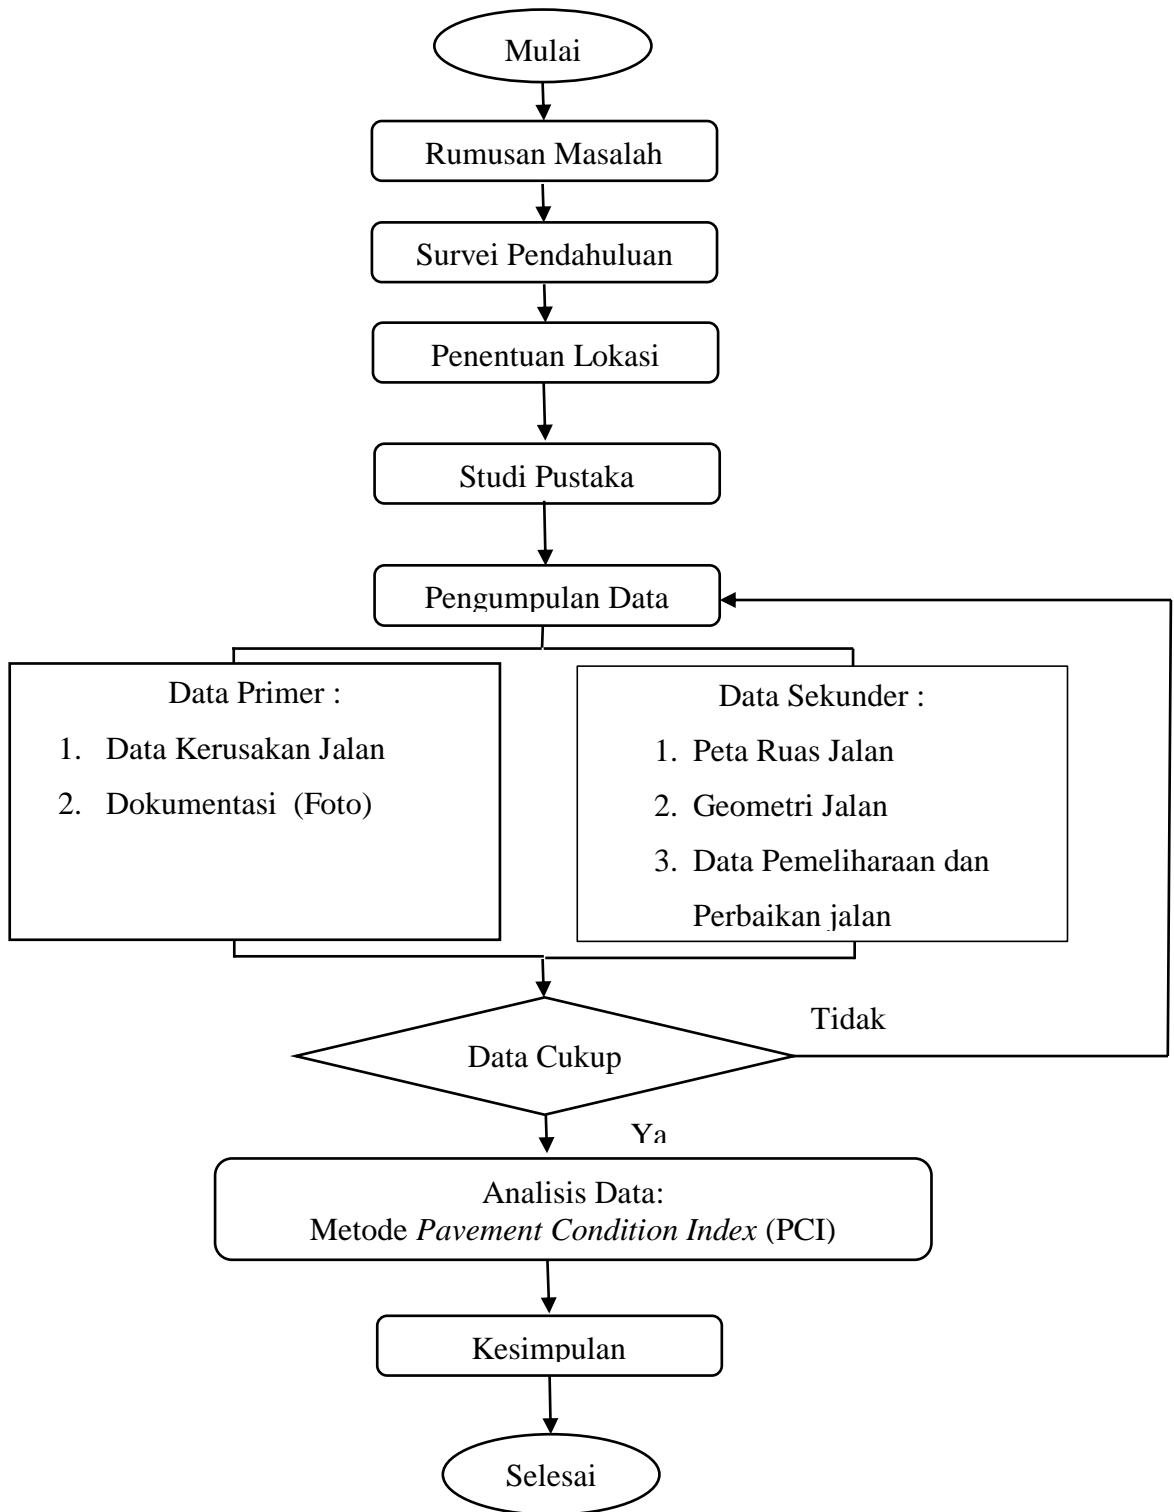 Mulai
Rumusan Masalah
Survei Pendahuluan
Penentuan Lokasi
Studi Pustaka
Pengumpulan Data
Data Primer :
1. Data Kerusakan Jalan
2. Dokumentasi (Foto)
Data Sekunder :
1. Peta Ruas Jalan
2. Geometri Jalan
3. Data Pemeliharaan dan
Perbaikan jalan
Data Cukup
Tidak
Ya
Analisis Data:
Metode Pavement Condition Index (PCI)
Kesimpulan
Selesai